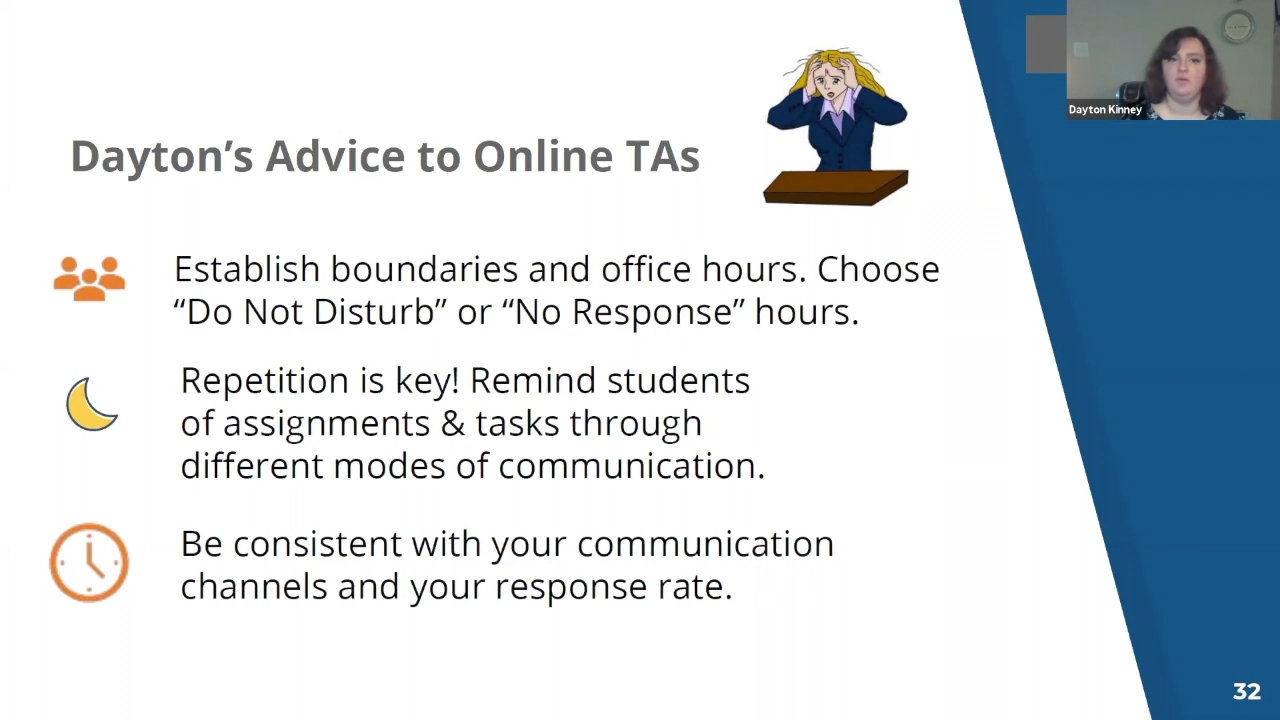 Dayton Kinney
Dayton’s Advice to Online TAs
Establish boundaries and office hours. Choose
“Do Not Disturb” or “No Response” hours.
Repetition is key! Remind students
of assignments & tasks through
different modes of communication.
Be consistent with your communication
channels and your response rate.
32